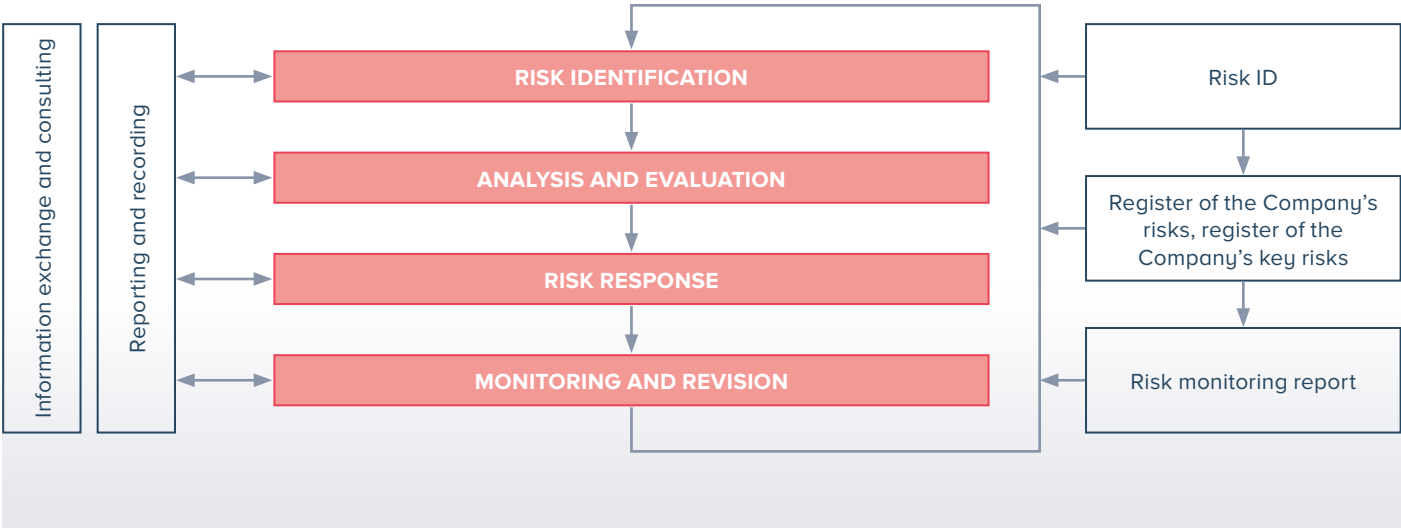 Information exchange and consulting
Reporting and recording
RISK IDENTIFICATION
ANALYSIS AND EVALUATION
RISK RESPONSE
MONITORING AND REVISION
Risk ID
Register of the Company’s
risks, register of the
Company’s key risks
Risk monitoring report